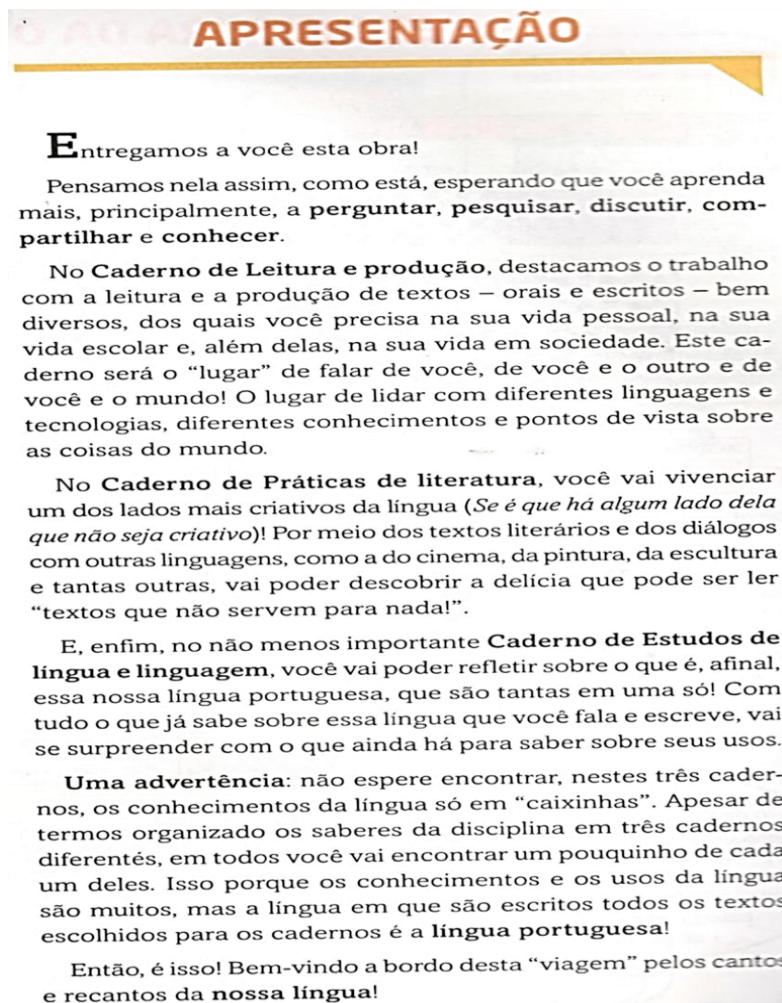 APRESENTAÇÃO
Entregamos a você esta obra!
Pensamos nela assim, como está, esperando que você aprenda
mais, principalmente, a perguntar, pesquisar, discutir, com-
partilhar e conhecer.
No Caderno de Leitura e produção, destacamos o trabalho
com a leitura e a produção de textos – orais e escritos – bem
diversos, dos quais você precisa na sua vida pessoal, na sua
vida escolar e, além delas, na sua vida em sociedade. Este ca-
derno será o “lugar” de falar de você, de você e o outro e de
você e o mundo! O lugar de lidar com diferentes linguagens e
tecnologias, diferentes conhecimentos e pontos de vista sobre
as coisas do mundo.
No Caderno de Práticas de literatura, você vai vivenciar
um dos lados mais criativos da língua (Se é que há algum lado dela
que não seja criativo)! Por meio dos textos literários e dos diálogos
com outras linguagens, como a do cinema, da pintura, da escultura
e tantas outras, vai poder descobrir a delícia que pode ser ler
“textos que não servem para nada!”.
E, enfim, no não menos importante Caderno de Estudos de
língua e linguagem, você vai poder refletir sobre o que é, afinal,
essa nossa língua portuguesa, que são tantas em uma só! Com
tudo o que já sabe sobre essa língua que você fala e escreve, vai
se surpreender com o que ainda há para saber sobre seus usos.
Uma advertência: não espere encontrar, nestes três cader-
nos, os conhecimentos da língua só em “caixinhas”. Apesar de
termos organizado os saberes da disciplina em três cadernos
diferentes, em todos você vai encontrar um pouquinho de cada
um deles. Isso porque os conhecimentos e os usos da língua
são muitos, mas a língua em que são escritos todos os textos
escolhidos para os cadernos é a língua portuguesa!
Então, é isso! Bem-vindo a bordo desta “viagem” pelos cantos
e recantos da nossa língua!